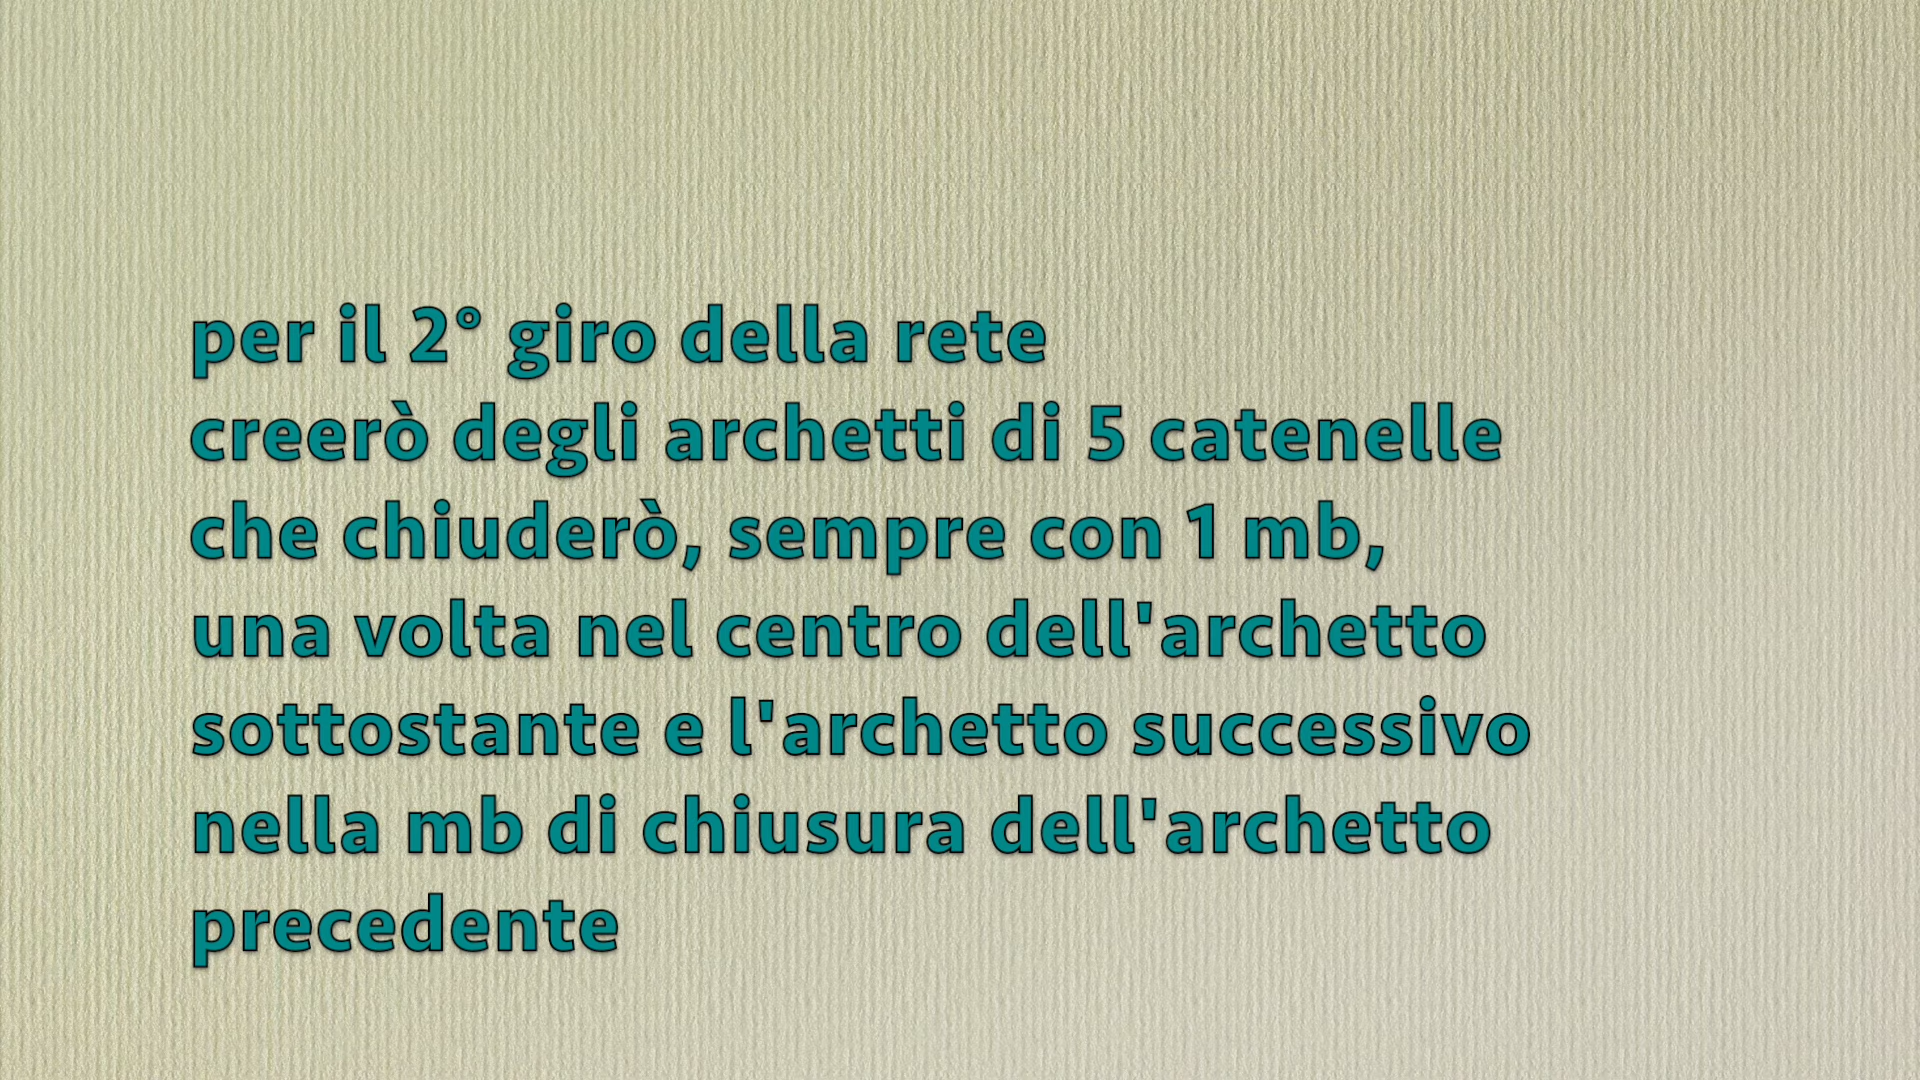 per il 2° giro della rete
creerò degli archetti di 5 catenelle
che chiuderò, sempre con 1 mb,
una volta nel centro dell'archetto
sottostante e l'archetto successivo
nella mb di chiusura dell'archetto
precedente